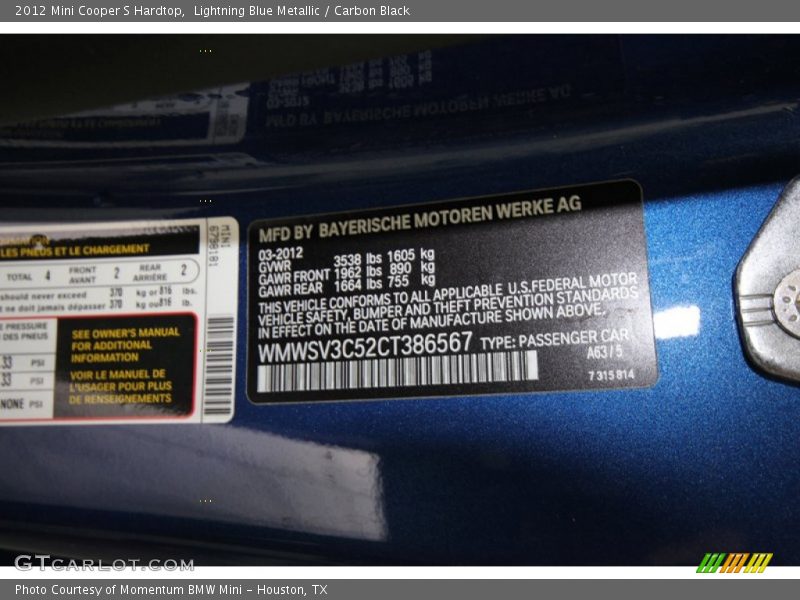 2012 Mini Cooper S Hardtop,  Lightning Blue Metallic / Carbon Black
MFD BY BAYERISCHE MOTOREN WERKE AG
03-2012
GVWR 3538 lbs 1605 kg
GAWR FRONT 1962 lbs 890 kg
GAWR REAR 1664 lbs 755 kg
THIS VEHICLE CONFORMS TO ALL APPLICABLE U.S.FEDERAL MOTOR
VEHICLE SAFETY, BUMPER AND THEFT PREVENTION STANDARDS
IN EFFECT ON THE DATE OF MANUFACTURE SHOWN ABOVE.
WMWSV3C52CT386567 TYPE: PASSENGER CAR
A63/5
7 315 814
LES PNEUS ET LE CHARGEMENT
TOTAL 4 FRONT AVANT 2 REAR ARRIÈRE 2
should never exceed 370 kg or 816 lbs.
ne doit jamais dépasser 370 kg ou 816 lb.
PRESSURE
DES PNEUS
33 PSI
33 PSI
NONE PSI
SEE OWNER'S MANUAL
FOR ADDITIONAL
INFORMATION
VOIR LE MANUEL DE
L'USAGER POUR PLUS
DE RENSEIGNEMENTS
MINI
6798181
GTCARLOT.COM
Photo Courtesy of Momentum BMW Mini - Houston, TX